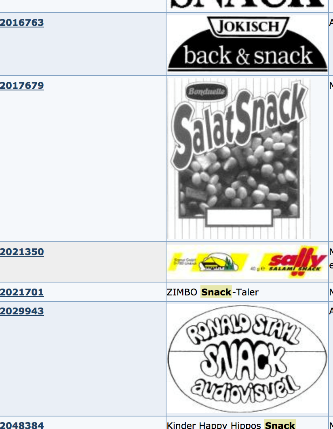 SNACK
2016763
JOKISCH
back & snack
2017679
Bonduelle
SalatSnack
2021350
sally
SALAMI SNACK
2021701
ZIMBO Snack-Taler
2029943
RONALD STAHL
SNACK
audiovisuell
2048384
Kinder Happy Hippos Snack